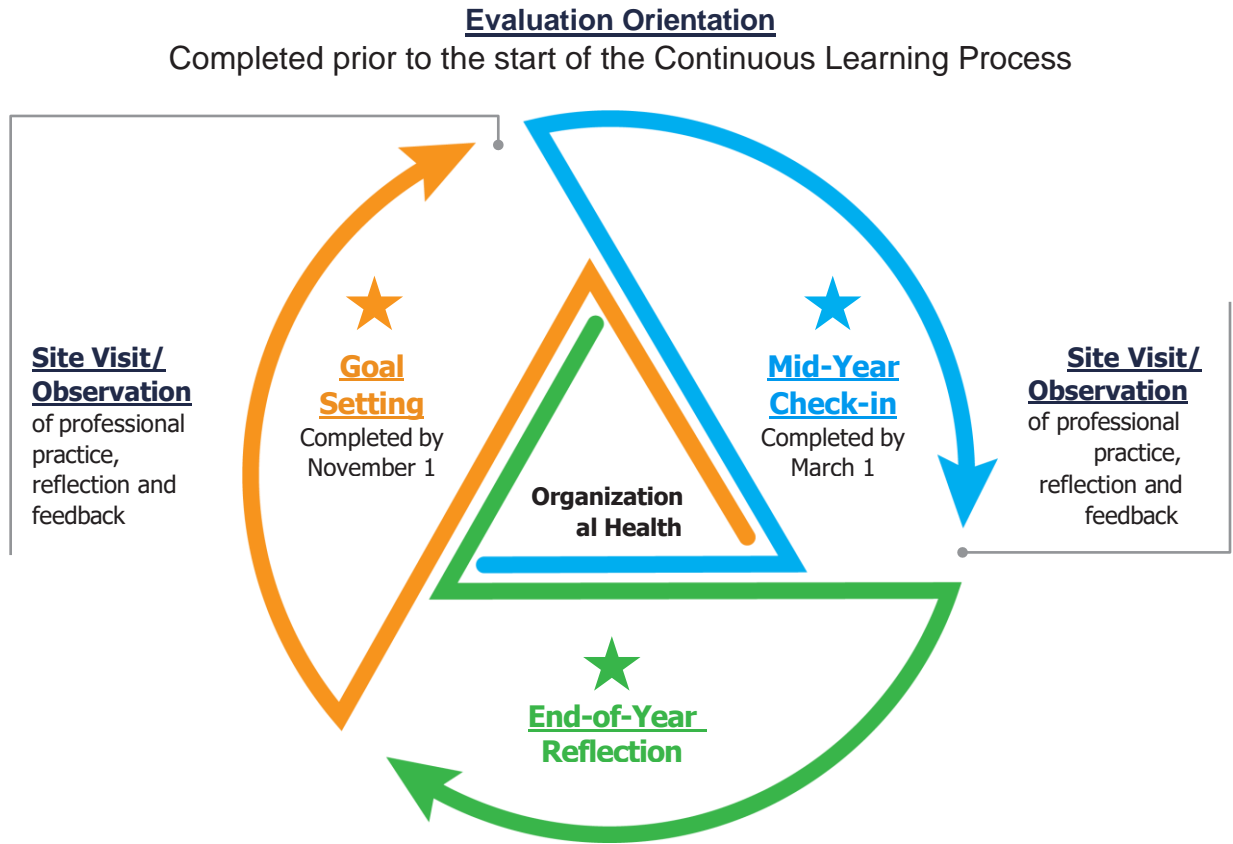 Evaluation Orientation
Completed prior to the start of the Continuous Learning Process
Site Visit/
Observation
of professional
practice,
reflection and
feedback
Goal
Setting
Completed by
November 1
Mid-Year
Check-in
Completed by
March 1
Site Visit/
Observation
of professional
practice,
reflection and
feedback
Organization
al Health
End-of-Year
Reflection